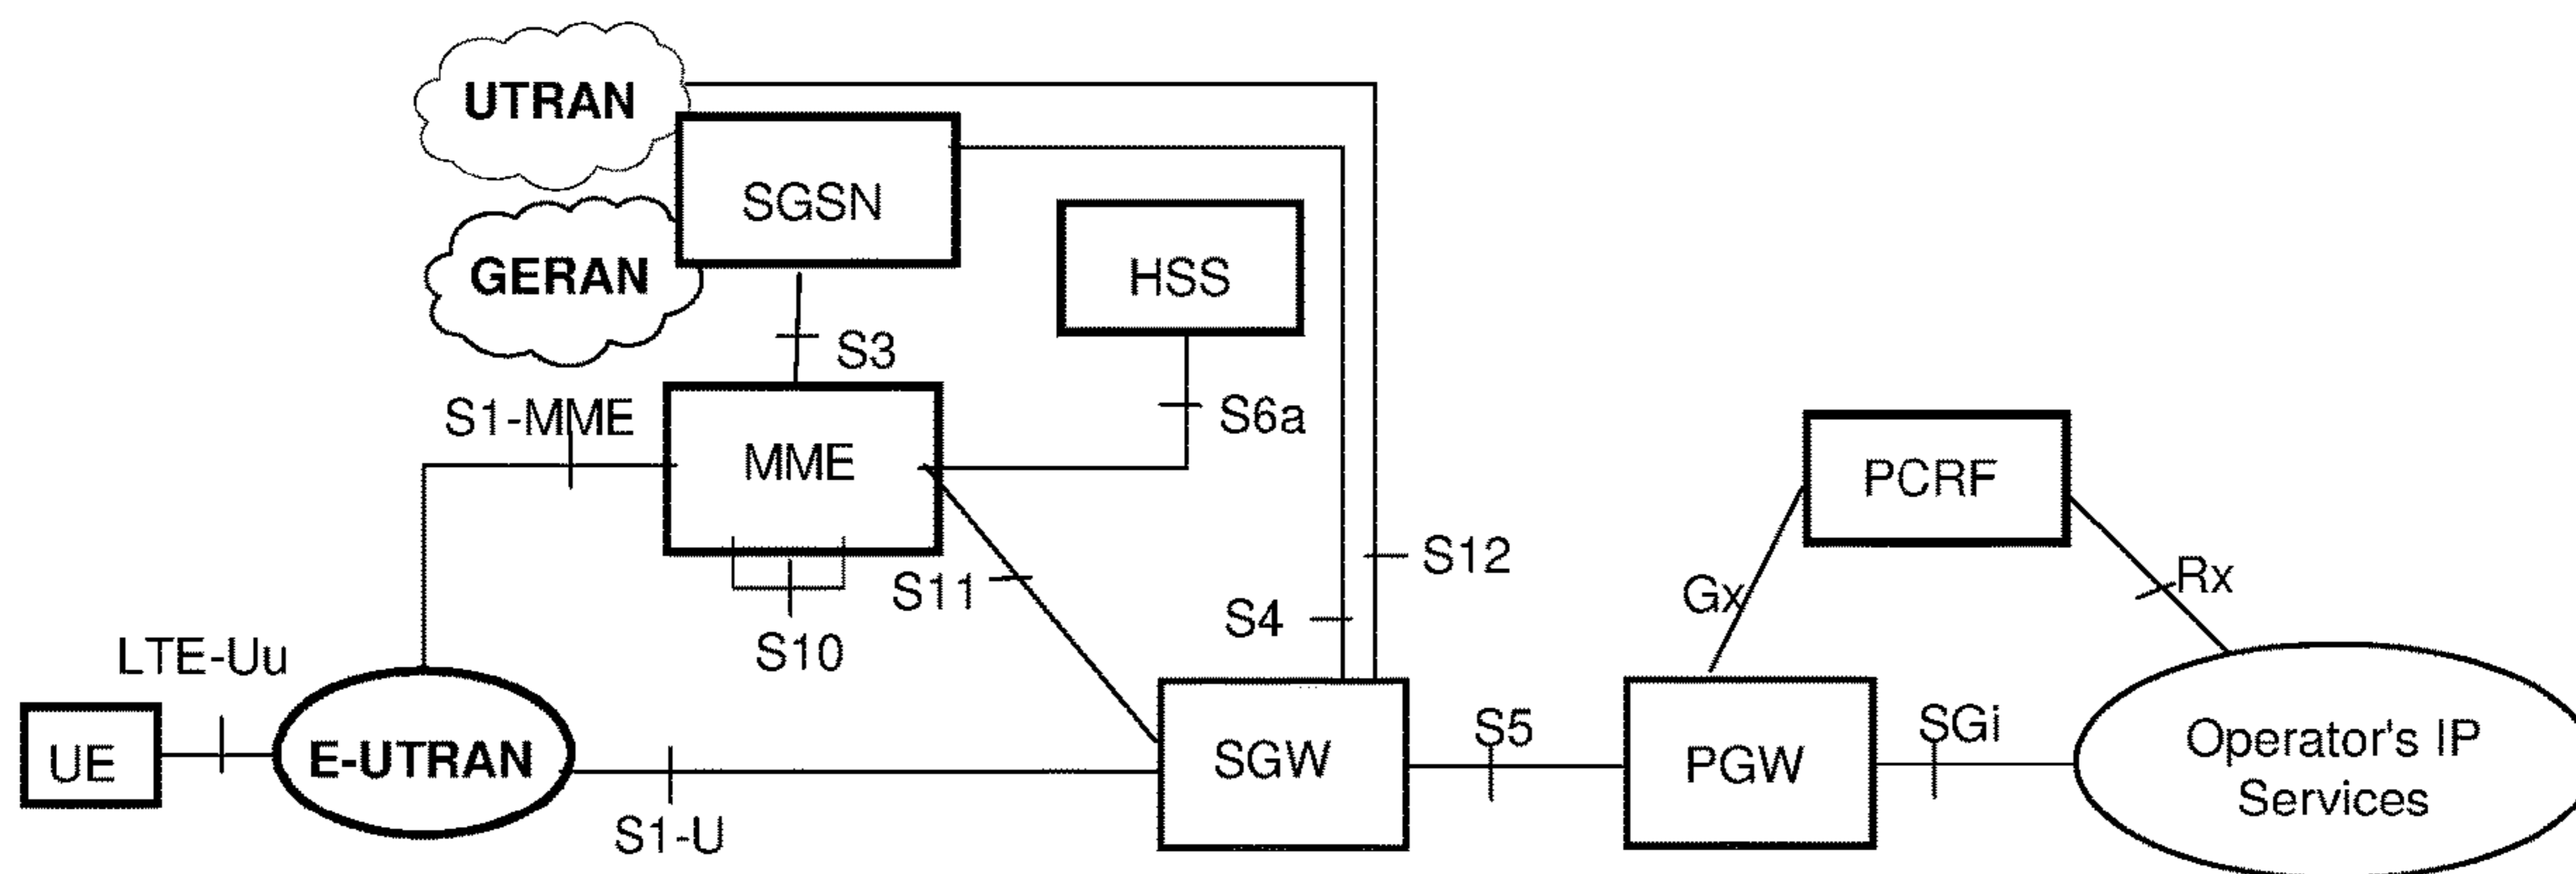 UTRAN
SGSN
GERAN
HSS
S3
S1-MME
S6a
MME
PCRF
S12
S11
Gx
Rx
S4
S10
LTE-Uu
UE
E-UTRAN
S1-U
SGW
S5
PGW
SGi
Operator's IP
Services